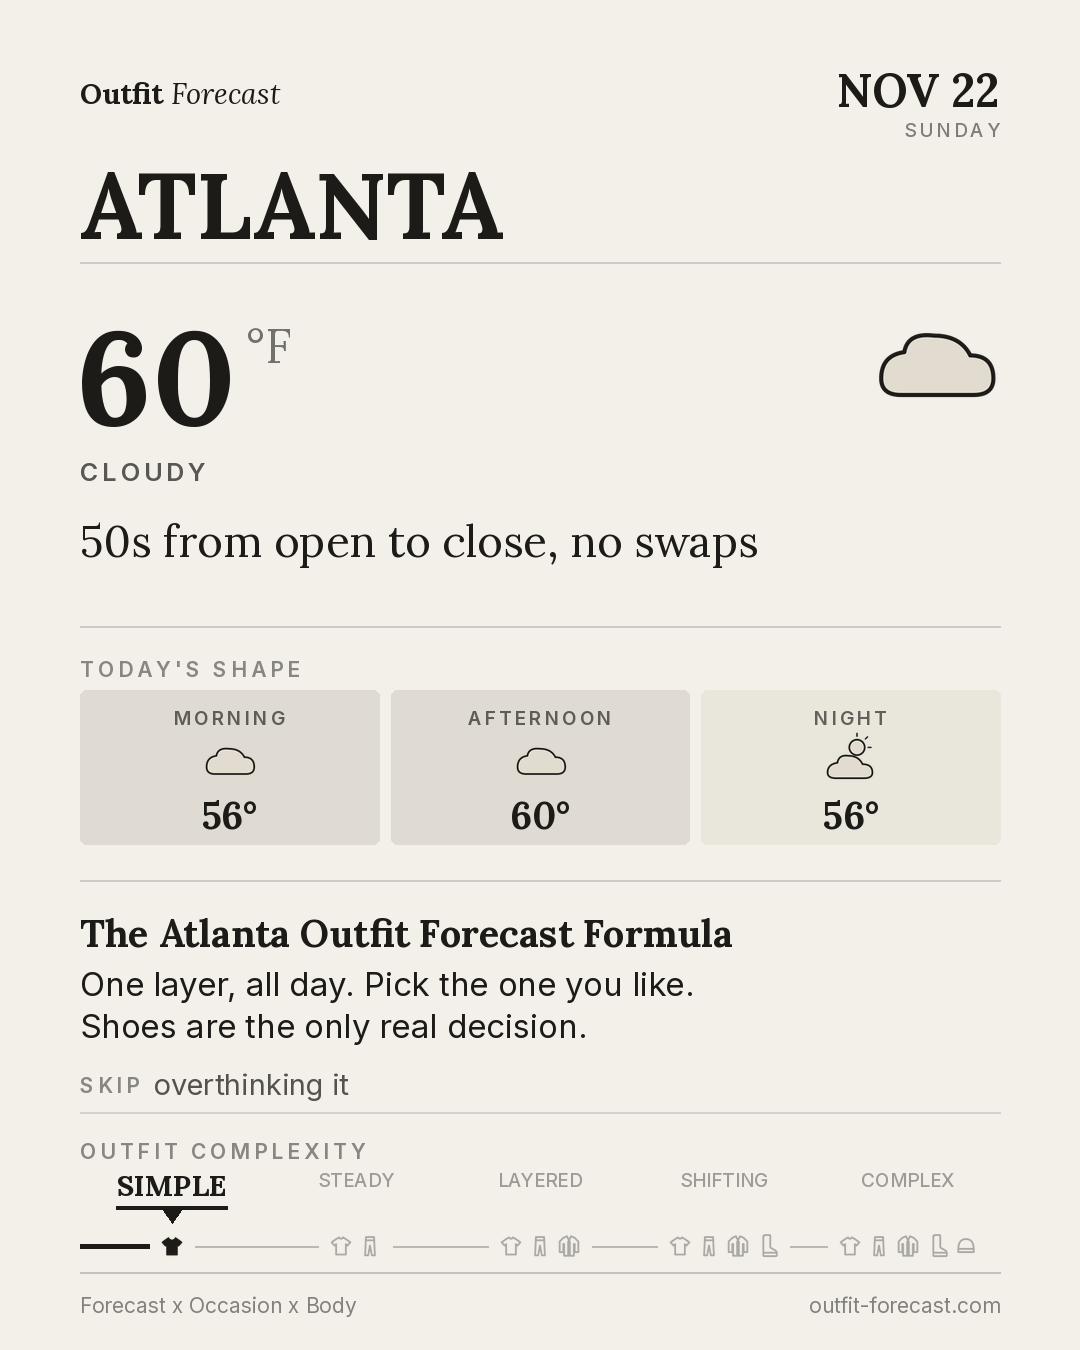 Outfit Forecast
NOV 22
SUNDAY
ATLANTA
60 °F
CLOUDY
50s from open to close, no swaps
TODAY'S SHAPE
MORNING
56°
AFTERNOON
60°
NIGHT
56°
The Atlanta Outfit Forecast Formula
One layer, all day. Pick the one you like.
Shoes are the only real decision.
SKIP overthinking it
OUTFIT COMPLEXITY
SIMPLE STEADY LAYERED SHIFTING COMPLEX
Forecast x Occasion x Body
outfit-forecast.com